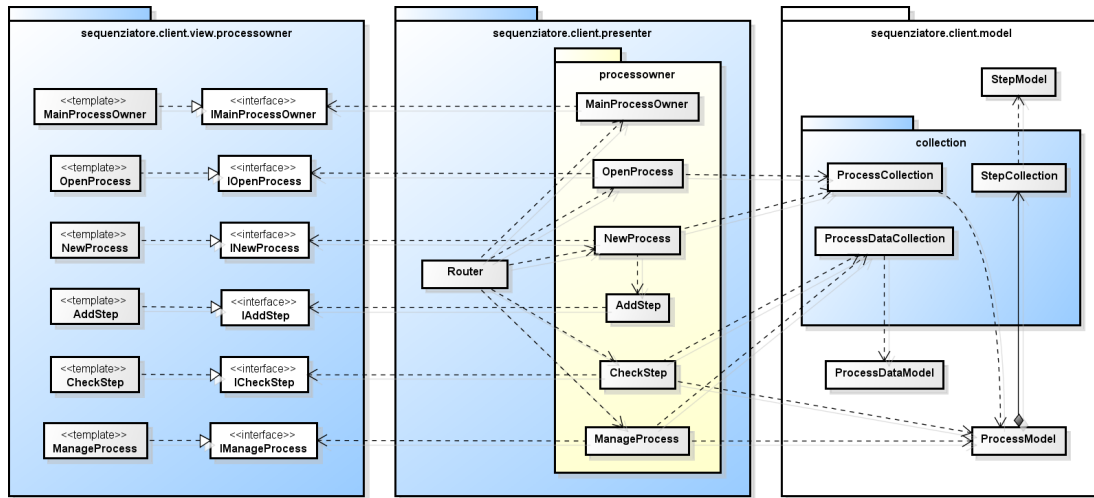 sequenziatore.client.view.processowner
<<template>>
MainProcessOwner
<<interface>>
IMainProcessOwner
<<template>>
OpenProcess
<<interface>>
IOpenProcess
<<template>>
NewProcess
<<interface>>
INewProcess
<<template>>
AddStep
<<interface>>
IAddStep
<<template>>
CheckStep
<<interface>>
ICheckStep
<<template>>
ManageProcess
<<interface>>
IManageProcess
sequenziatore.client.presenter
processowner
MainProcessOwner
OpenProcess
NewProcess
Router
AddStep
CheckStep
ManageProcess
sequenziatore.client.model
StepModel
collection
ProcessCollection
StepCollection
ProcessDataCollection
ProcessDataModel
ProcessModel